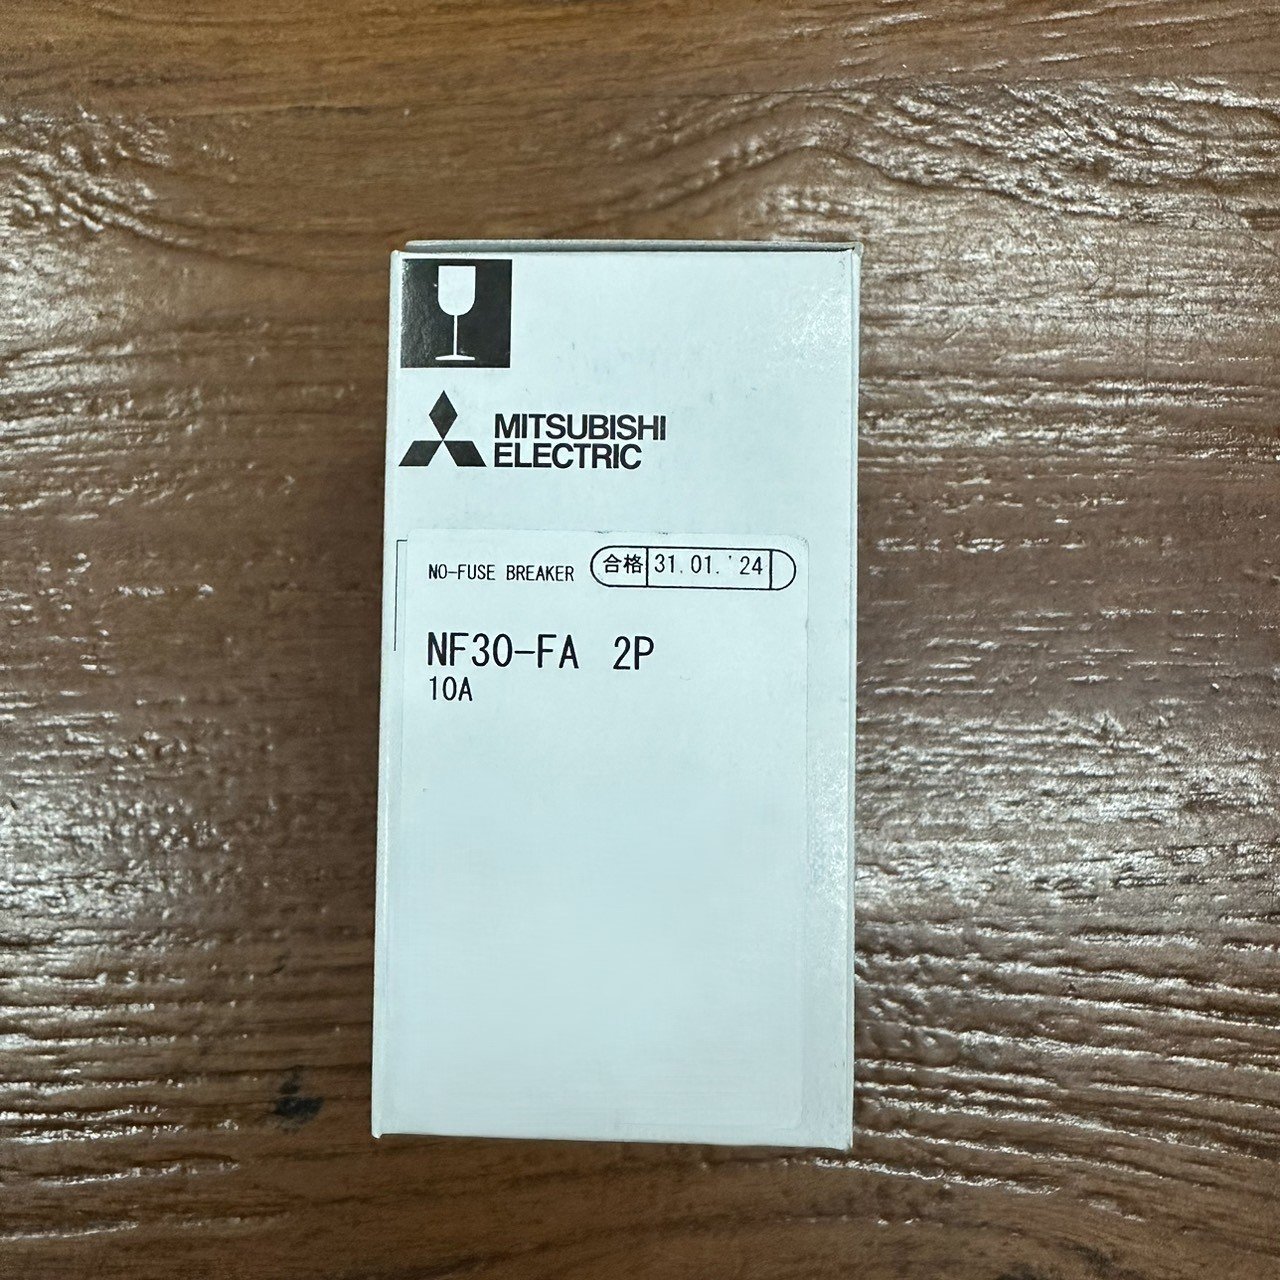 MITSUBISHI
ELECTRIC
NO-FUSE BREAKER 合格 31.01.'24
NF30-FA 2P
10A